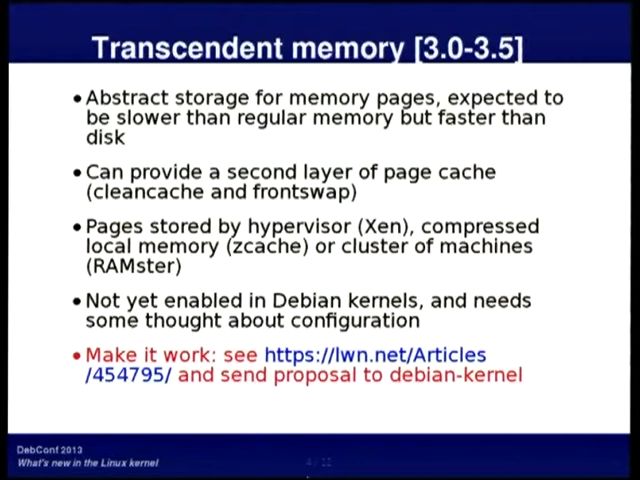 Transcendent memory [3.0-3.5]
• Abstract storage for memory pages, expected to
be slower than regular memory but faster than
disk
• Can provide a second layer of page cache
(cleancache and frontswap)
• Pages stored by hypervisor (Xen), compressed
local memory (zcache) or cluster of machines
(RAMster)
• Not yet enabled in Debian kernels, and needs
some thought about configuration
• Make it work: see https://lwn.net/Articles
/454795/ and send proposal to debian-kernel
DebConf 2013
What's new in the Linux kernel